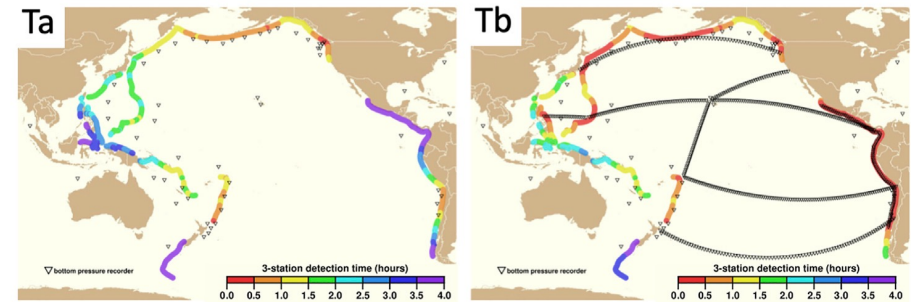 Ta
Tb
3-station detection time (hours)
bottom pressure recorder
0.0 0.5 1.0 1.5 2.0 2.5 3.0 3.5 4.0
3-station detection time (hours)
bottom pressure recorder
0.0 0.5 1.0 1.5 2.0 2.5 3.0 3.5 4.0